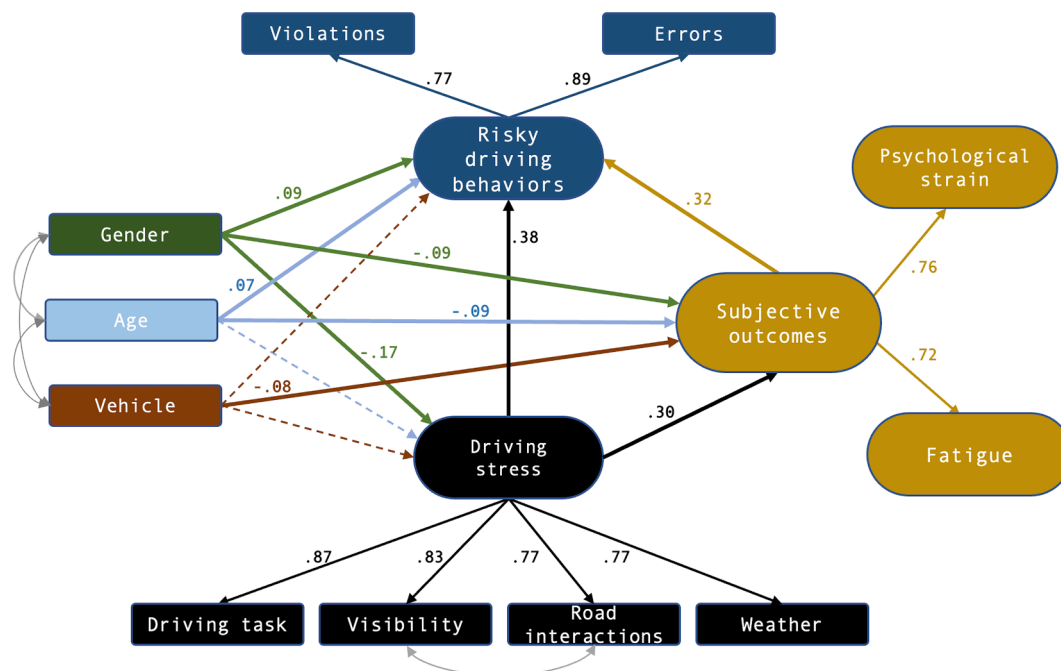 Violations
Errors
.77
.89
Risky
driving
behaviors
Psychological
strain
.09
.32
Gender
.38
-.09
.76
.07
Age
-.09
Subjective
outcomes
-.17
.72
-.08
Vehicle
.30
Driving
stress
Fatigue
.87
.83
.77
.77
Driving task
Visibility
Road
interactions
Weather